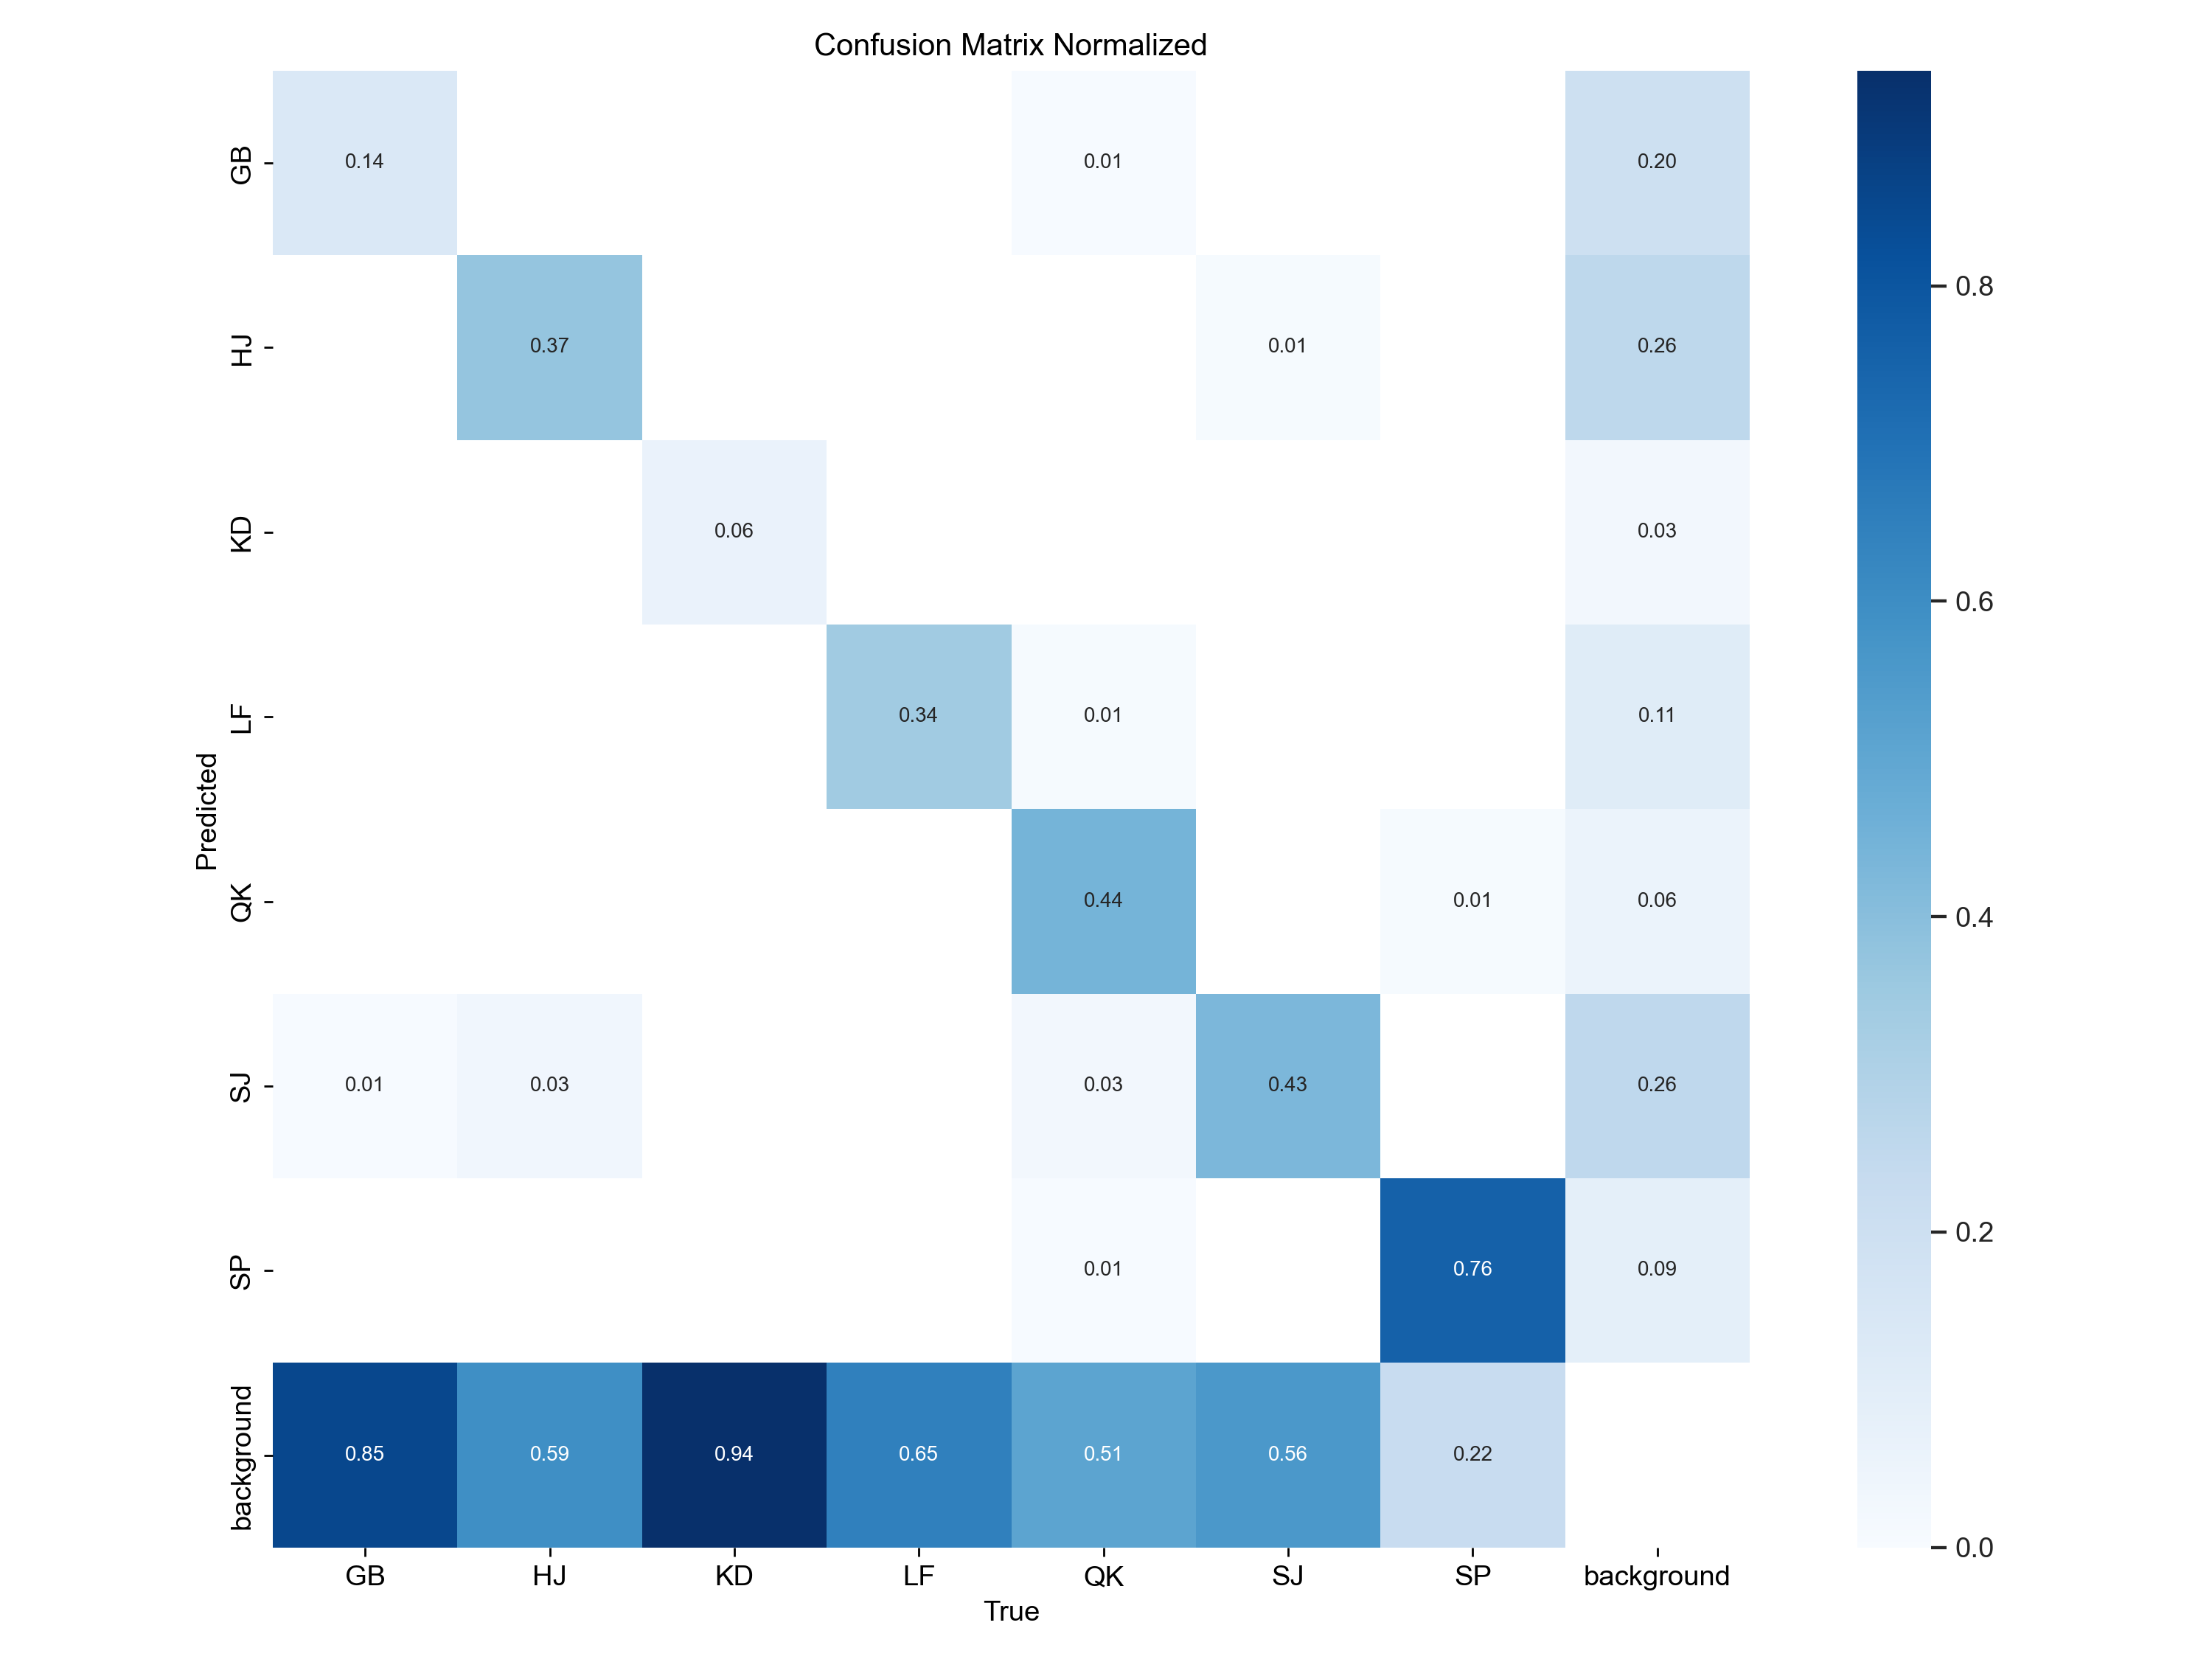 Confusion Matrix Normalized
GB 0.14 0.01 0.20
HJ 0.37 0.01 0.26
KD 0.06 0.03
LF 0.34 0.01 0.11
QK 0.44 0.01 0.06
SJ 0.01 0.03 0.03 0.43 0.26
SP 0.01 0.76 0.09
background 0.85 0.59 0.94 0.65 0.51 0.56 0.22
GB HJ KD LF QK SJ SP background
True
Predicted
0.8
0.6
0.4
0.2
0.0